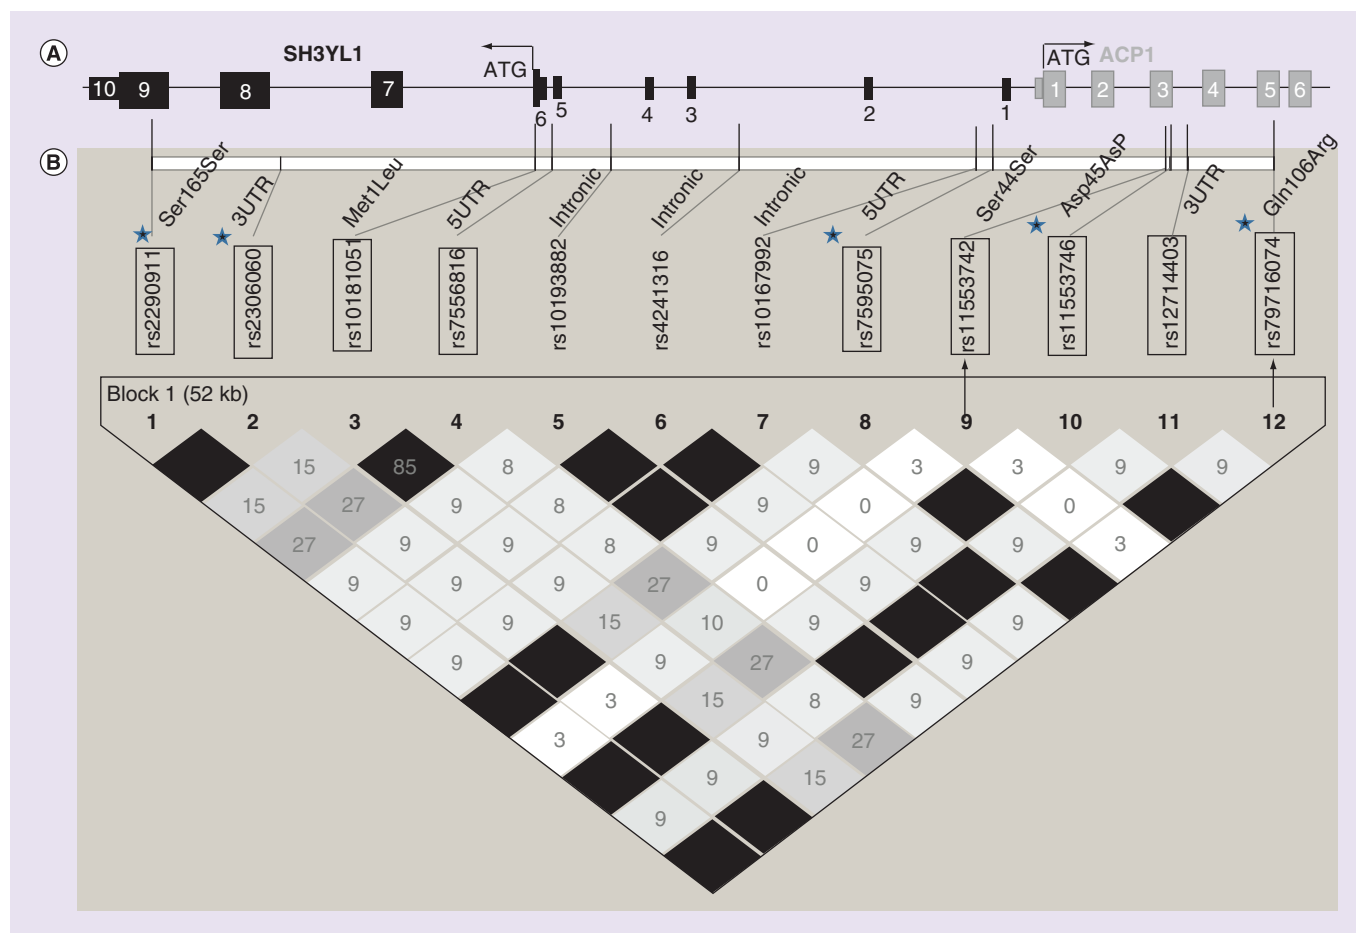 A
SH3YL1
ATG
ATG
ACP1
10 9 8 7 6 5 4 3 2 1 1 2 3 4 5 6
B
Ser165Ser
3UTR
Met1Leu
5UTR
Intronic
Intronic
Intronic
5UTR
Ser44Ser
Asp45AsP
3UTR
Gln106Arg
rs2290911
rs2306060
rs10181051
rs7556816
rs10193882
rs4241316
rs10167992
rs7595075
rs11553742
rs11553746
rs12714403
rs79716074
Block 1 (52 kb)
1 2 3 4 5 6 7 8 9 10 11 12
15 85 8 9 3 3 9 9
15 27 9 8 9 0 0
27 9 9 8 9 0 9 9 3
9 9 9 27 0 9
9 9 15 10 9 9
9 9 27 9
3 15 8 9
3 9 27
9 15
9